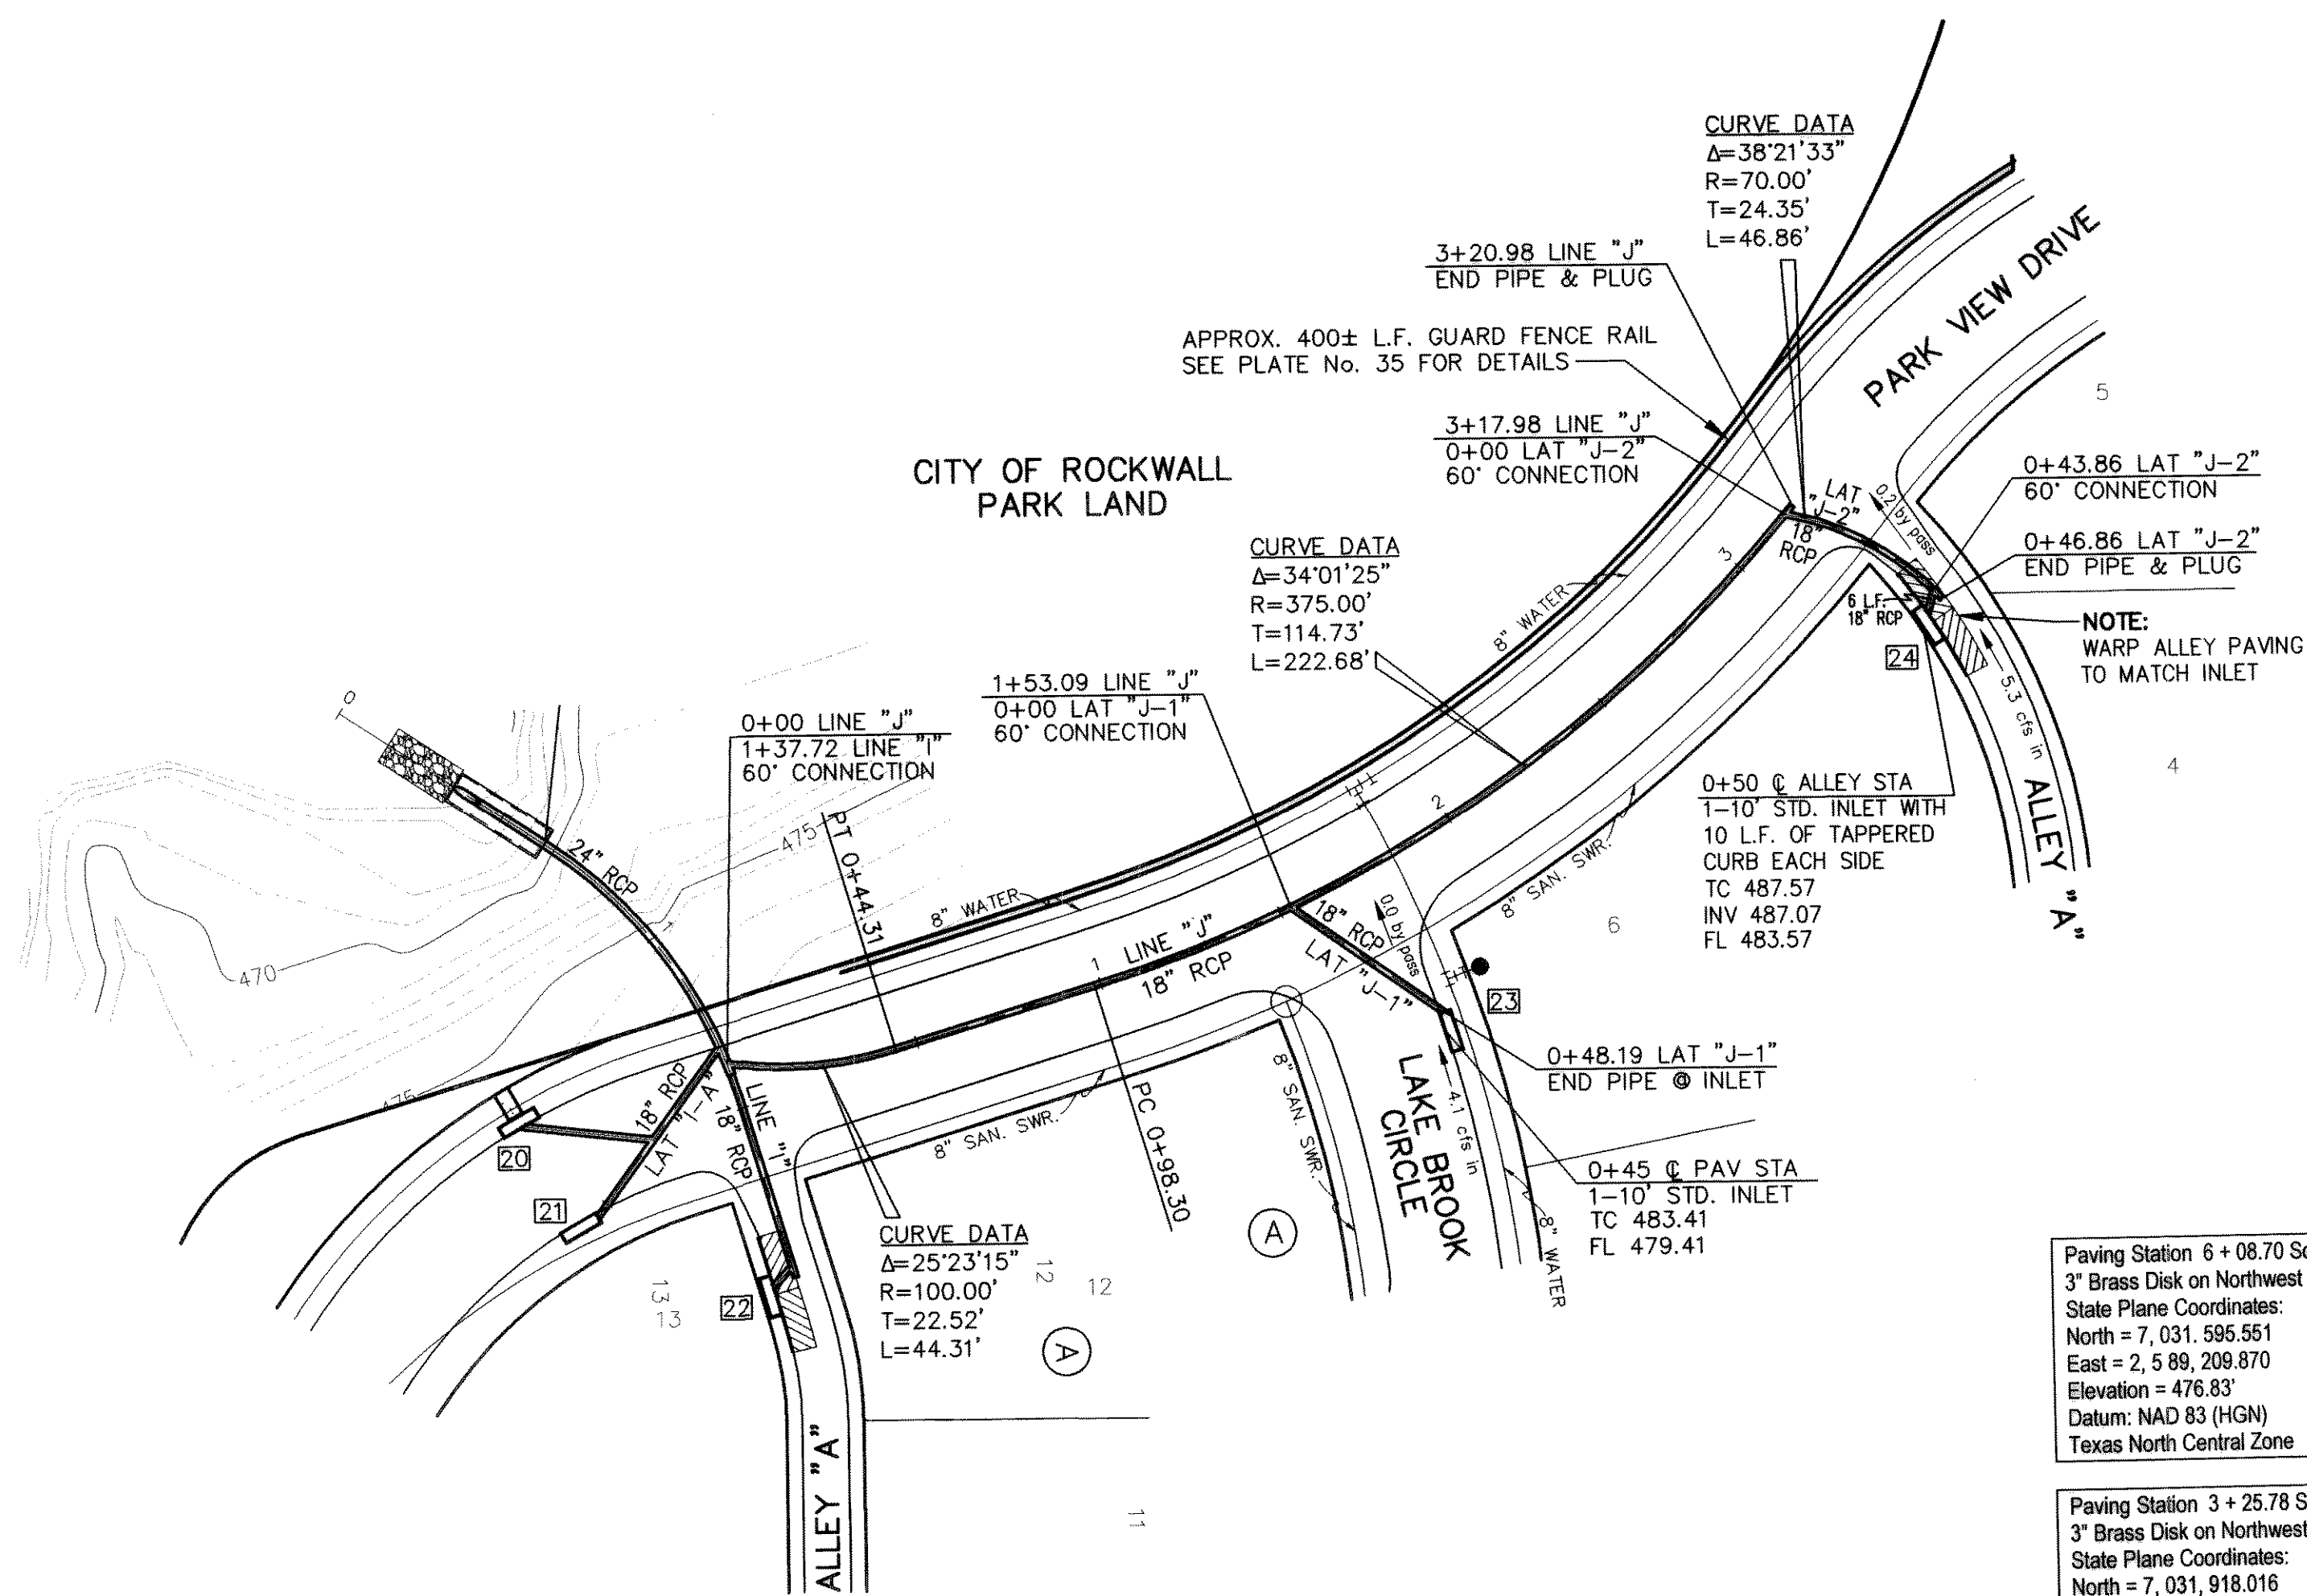 CURVE DATA
Δ=38°21'33"
R=70.00'
T=24.35'
L=46.86'
3+20.98 LINE "J"
END PIPE & PLUG
APPROX. 400± L.F. GUARD FENCE RAIL
SEE PLATE No. 35 FOR DETAILS
PARK VIEW DRIVE
3+17.98 LINE "J"
0+00 LAT "J-2"
60° CONNECTION
5
CITY OF ROCKWALL
PARK LAND
0+43.86 LAT "J-2"
60° CONNECTION
LAT
"J-2"
18"
RCP
0.2 by pass
0+46.86 LAT "J-2"
END PIPE & PLUG
CURVE DATA
Δ=34°01'25"
R=375.00'
T=114.73'
L=222.68'
3
8" WATER
6 L.F.
18" RCP
24
NOTE:
WARP ALLEY PAVING
TO MATCH INLET
5.3 cfs in
1+53.09 LINE "J"
0+00 LAT "J-1"
60° CONNECTION
0
0+00 LINE "J"
1+37.72 LINE "I"
60° CONNECTION
4
ALLEY "A"
0+50 ℄ ALLEY STA
1-10' STD. INLET WITH
10 L.F. OF TAPPERED
CURB EACH SIDE
TC 487.57
INV 487.07
FL 483.57
2
475
PT 0+44.31
24" RCP
1
8" WATER
8" SAN. SWR.
6
470
LINE "J"
18" RCP
1
18" RCP
LAT "J-1"
0.0 by pass
23
0+48.19 LAT "J-1"
END PIPE @ INLET
475
18" RCP
LAT "I-A"
LINE "I"
18" RCP
8" SAN. SWR.
PC 0+98.30
8" SAN. SWR.
LAKE BROOK
CIRCLE
4.1 cfs in
20
21
0+45 ℄ PAV STA
1-10' STD. INLET
TC 483.41
FL 479.41
8" WATER
CURVE DATA
Δ=25°23'15"
R=100.00'
T=22.52'
L=44.31'
A
12
12
13
13
22
A
ALLEY "A"
11
Paving Station 6 + 08.70
3" Brass Disk on Northwest
State Plane Coordinates:
North = 7, 031. 595.551
East = 2, 5 89, 209.870
Elevation = 476.83'
Datum: NAD 83 (HGN)
Texas North Central Zone
Paving Station 3 + 25.78
3" Brass Disk on Northwest
State Plane Coordinates:
North = 7, 031, 918.016